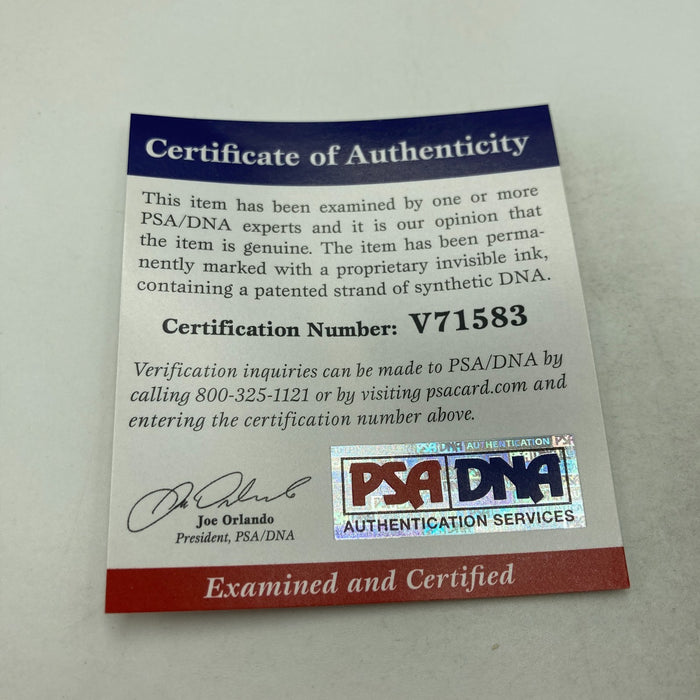 Certificate of Authenticity
This item has been examined by one or more
PSA/DNA experts and it is our opinion that
the item is genuine. The item has been perma-
nently marked with a proprietary invisible ink,
containing a patented strand of synthetic DNA.
Certification Number: V71583
Verification inquiries can be made to PSA/DNA by
calling 800-325-1121 or by visiting psacard.com and
entering the certification number above.
PSA/DNA AUTHENTICATION PSA
PSA DNA
AUTHENTICATION SERVICES
Joe Orlando
President, PSA/DNA
Examined and Certified